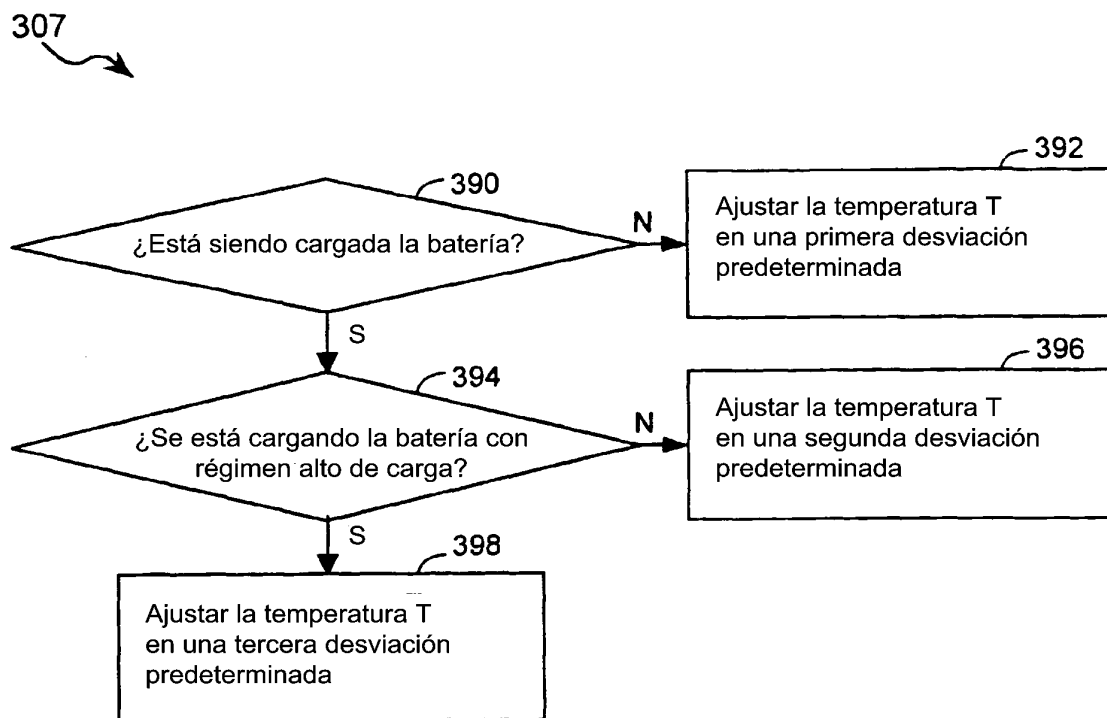 307
390
¿Está siendo cargada la batería?
N
392
Ajustar la temperatura T
en una primera desviación
predeterminada
S
394
¿Se está cargando la batería con
régimen alto de carga?
N
396
Ajustar la temperatura T
en una segunda desviación
predeterminada
S
398
Ajustar la temperatura T
en una tercera desviación
predeterminada